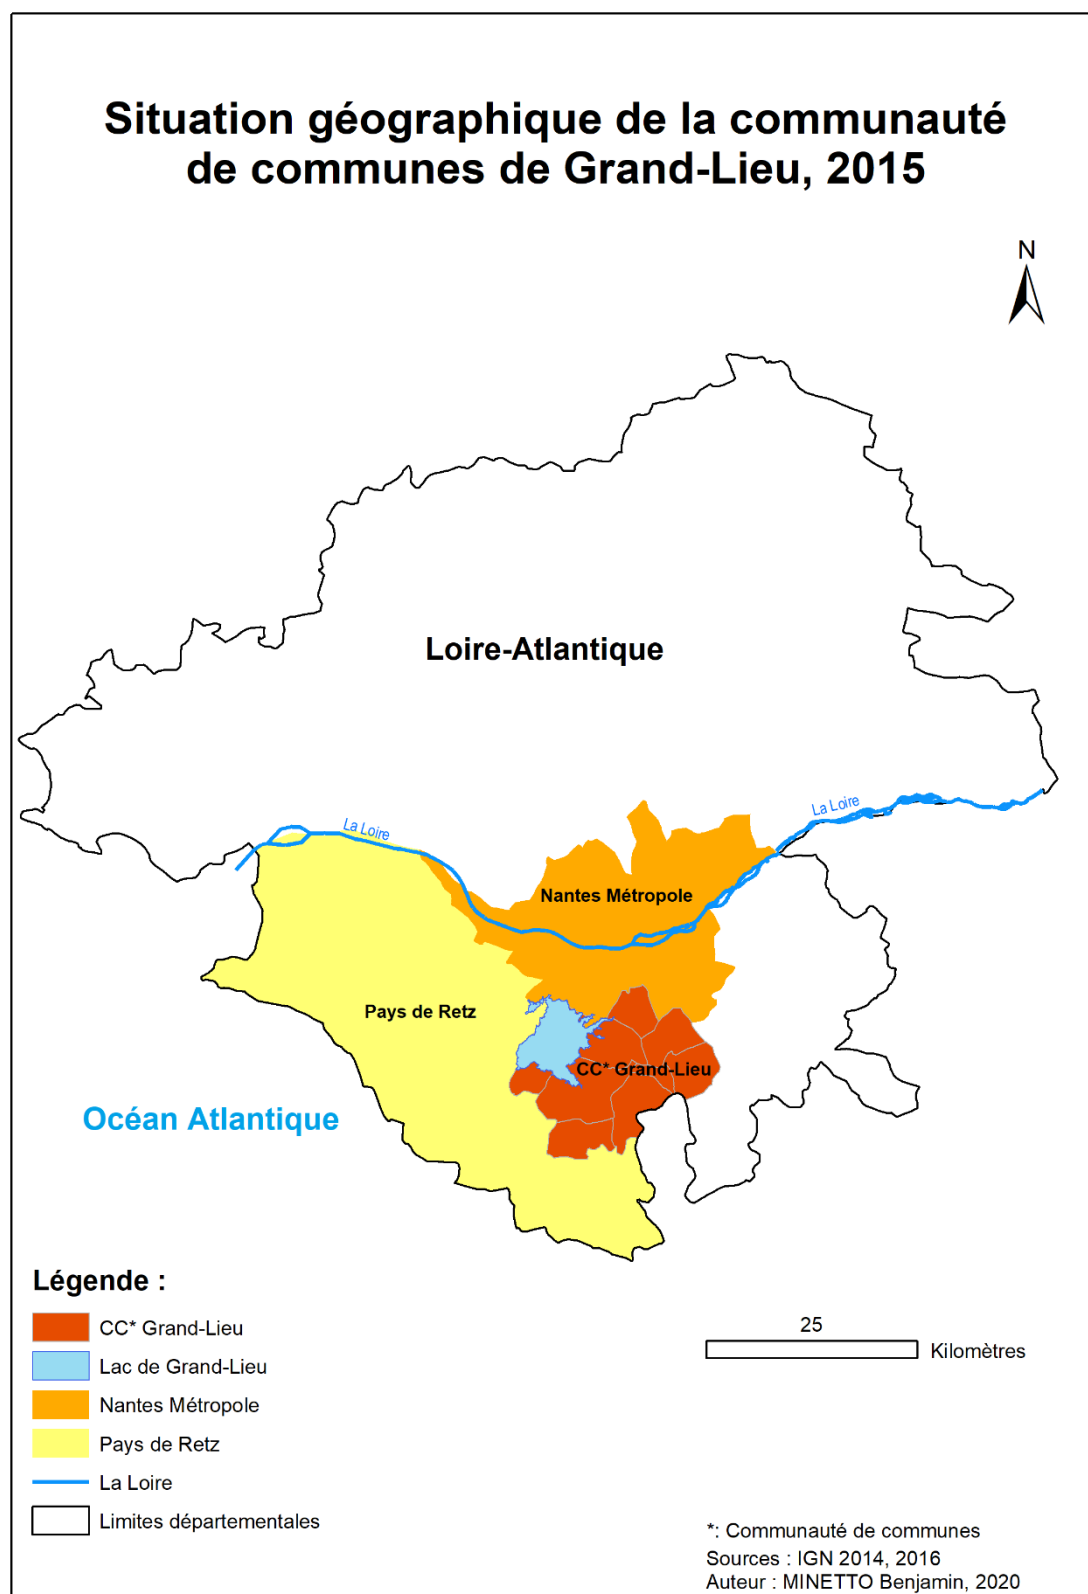 Situation géographique de la communauté
de communes de Grand-Lieu, 2015
N
Loire-Atlantique
La Loire
La Loire
Nantes Métropole
Pays de Retz
CC* Grand-Lieu
Océan Atlantique
Légende :
CC* Grand-Lieu
Lac de Grand-Lieu
Nantes Métropole
Pays de Retz
La Loire
Limites départementales
25
Kilomètres
*: Communauté de communes
Sources : IGN 2014, 2016
Auteur : MINETTO Benjamin, 2020